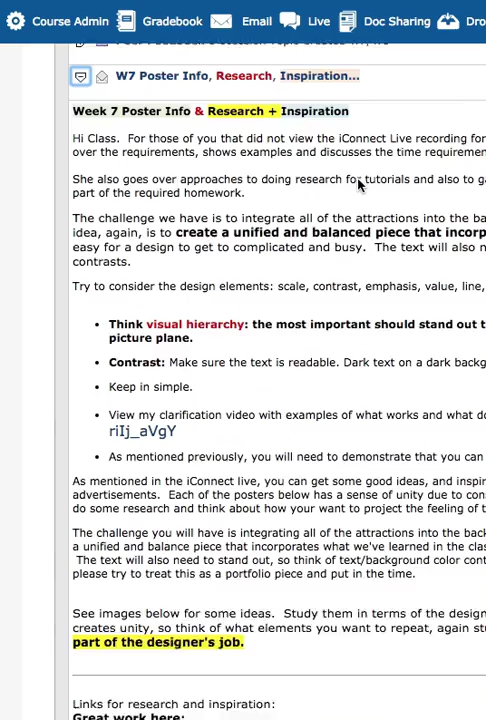 Course Admin Gradebook Email Live Doc Sharing
W7 Poster Info, Research, Inspiration...
Week 7 Poster Info & Research + Inspiration
Hi Class. For those of you that did not view the iConnect Live recording for
over the requirements, shows examples and discusses the time
She also goes over approaches to doing research for tutorials and also to
part of the required homework.
The challenge we have is to integrate all of the attractions into the
idea, again, is to create a unified and balanced piece that
easy for a design to get to complicated and busy. The text will also
contrasts.
Try to consider the design elements: scale, contrast, emphasis, value, line,
• Think visual hierarchy: the most important should stand out
picture plane.
• Contrast: Make sure the text is readable. Dark text on a dark
• Keep in simple.
• View my clarification video with examples of what works and what
riIj_aVgY
• As mentioned previously, you will need to demonstrate that you can
As mentioned in the iConnect live, you can get some good ideas, and
advertisements. Each of the posters below has a sense of unity due to
do some research and think about how your want to project the feeling of
The challenge you will have is integrating all of the attractions into the
a unified and balance piece that incorporates what we've learned in the
The text will also need to stand out, so think of text/background color
please try to treat this as a portfolio piece and put in the time.
See images below for some ideas. Study them in terms of the
creates unity, so think of what elements you want to repeat, again
part of the designer's job.
Links for research and inspiration:
Great work here: